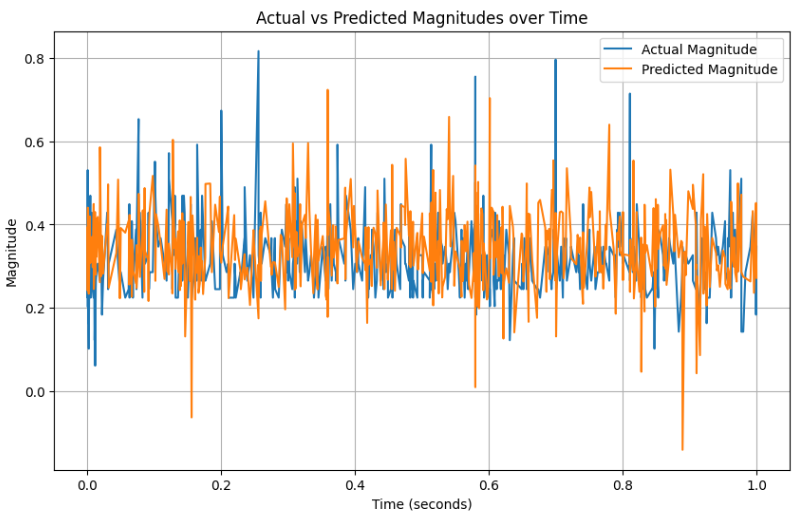 Actual vs Predicted Magnitudes over Time
Actual Magnitude
Predicted Magnitude
Magnitude
0.8
0.6
0.4
0.2
0.0
0.0 0.2 0.4 0.6 0.8 1.0
Time (seconds)